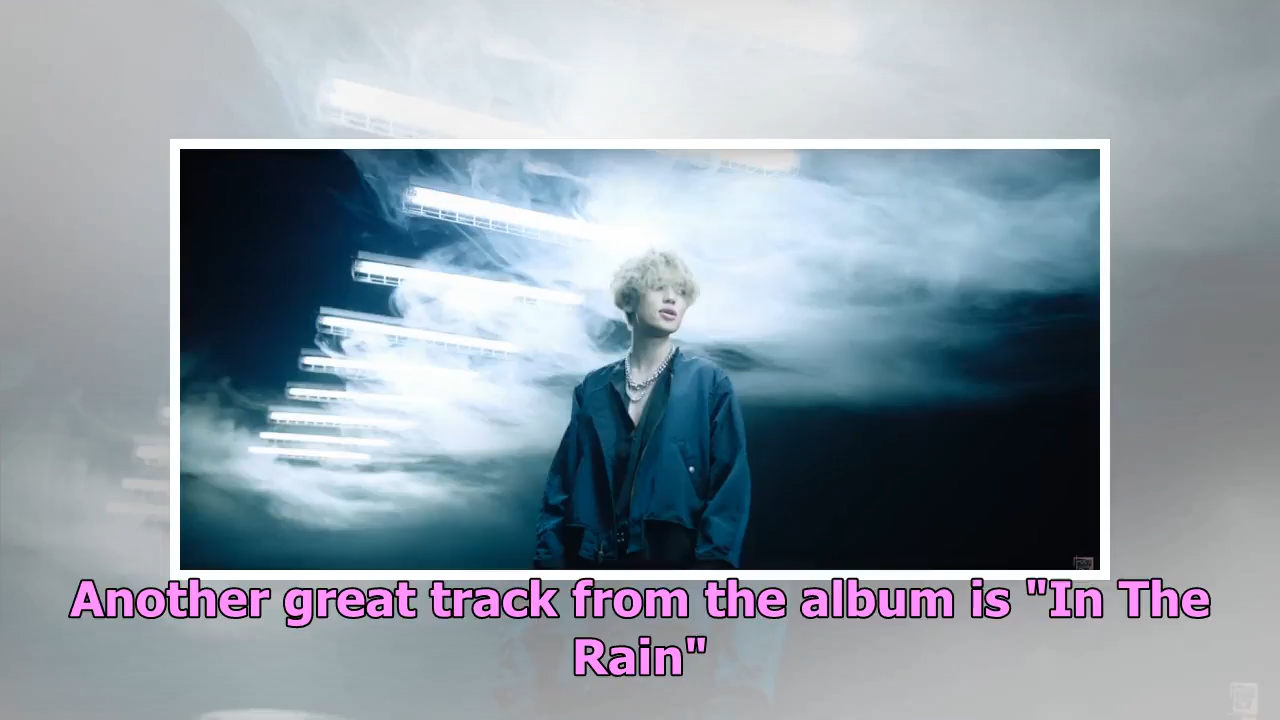 Another great track from the album is "In The
Rain"